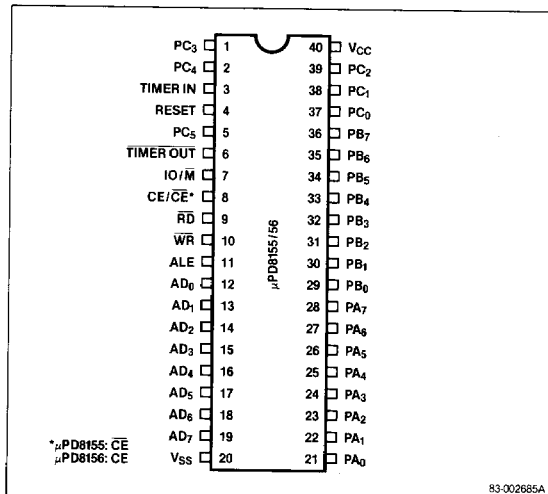 PC3 1 40 VCC
PC4 2 39 PC2
TIMER IN 3 38 PC1
RESET 4 37 PC0
PC5 5 36 PB7
TIMER OUT 6 35 PB6
IO/M 7 34 PB5
CE/CE* 8 33 PB4
RD 9 32 PB3
WR 10 31 PB2
ALE 11 30 PB1
AD0 12 29 PB0
AD1 13 28 PA7
AD2 14 27 PA6
AD3 15 26 PA5
AD4 16 25 PA4
AD5 17 24 PA3
AD6 18 23 PA2
AD7 19 22 PA1
VSS 20 21 PA0
μPD8155/56
*μPD8155: CE
μPD8156: CE
83-002685A